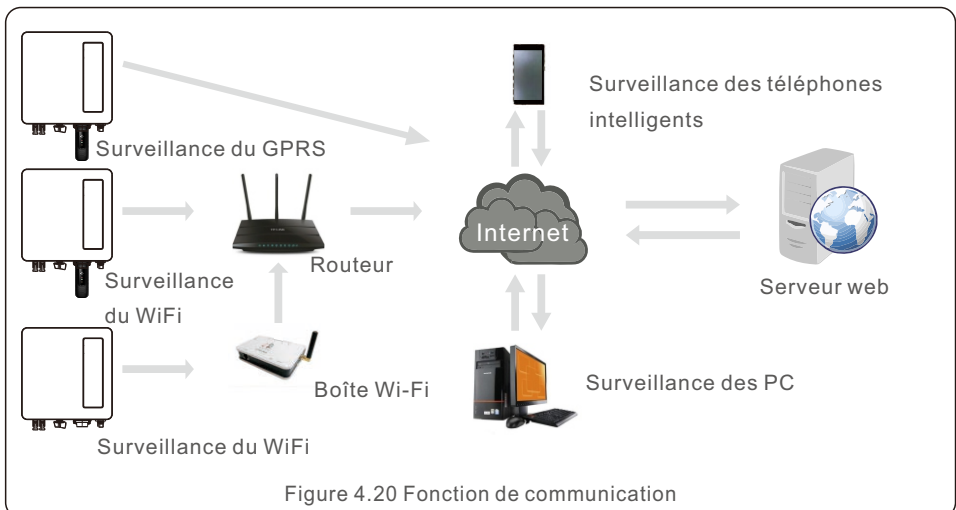 Surveillance des téléphones
intelligents
Surveillance du GPRS
Internet
Routeur
Surveillance
du WiFi
Serveur web
Boîte Wi-Fi
Surveillance des PC
Surveillance du WiFi
Figure 4.20 Fonction de communication